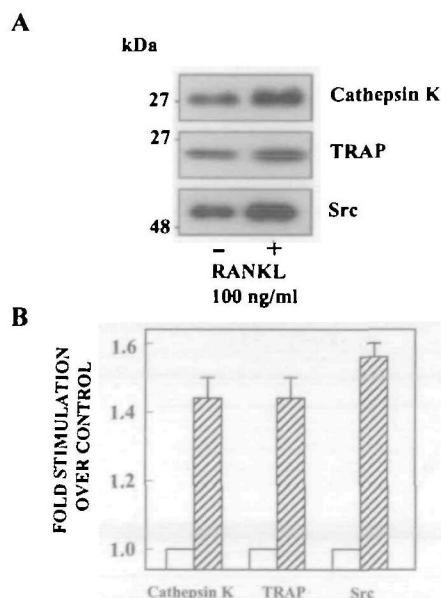 A
kDa
27
Cathepsin K
27
TRAP
48
Src
- +
RANKL
100 ng/ml
B
FOLD STIMULATION
OVER CONTROL
1.6
1.4
1.2
1.0
Cathepsin K TRAP Src